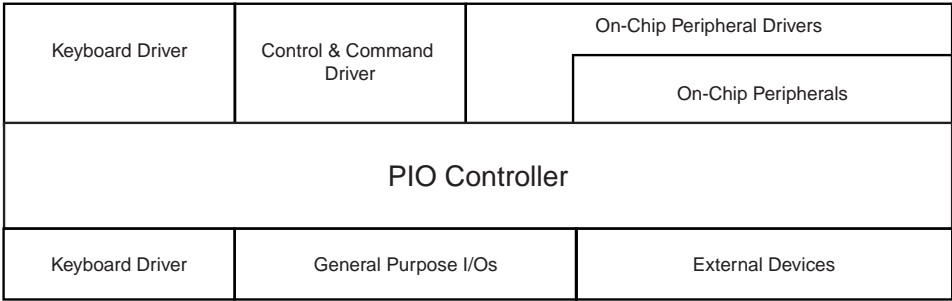 Keyboard Driver
Control & Command
Driver
On-Chip Peripheral Drivers
On-Chip Peripherals
PIO Controller
Keyboard Driver
General Purpose I/Os
External Devices